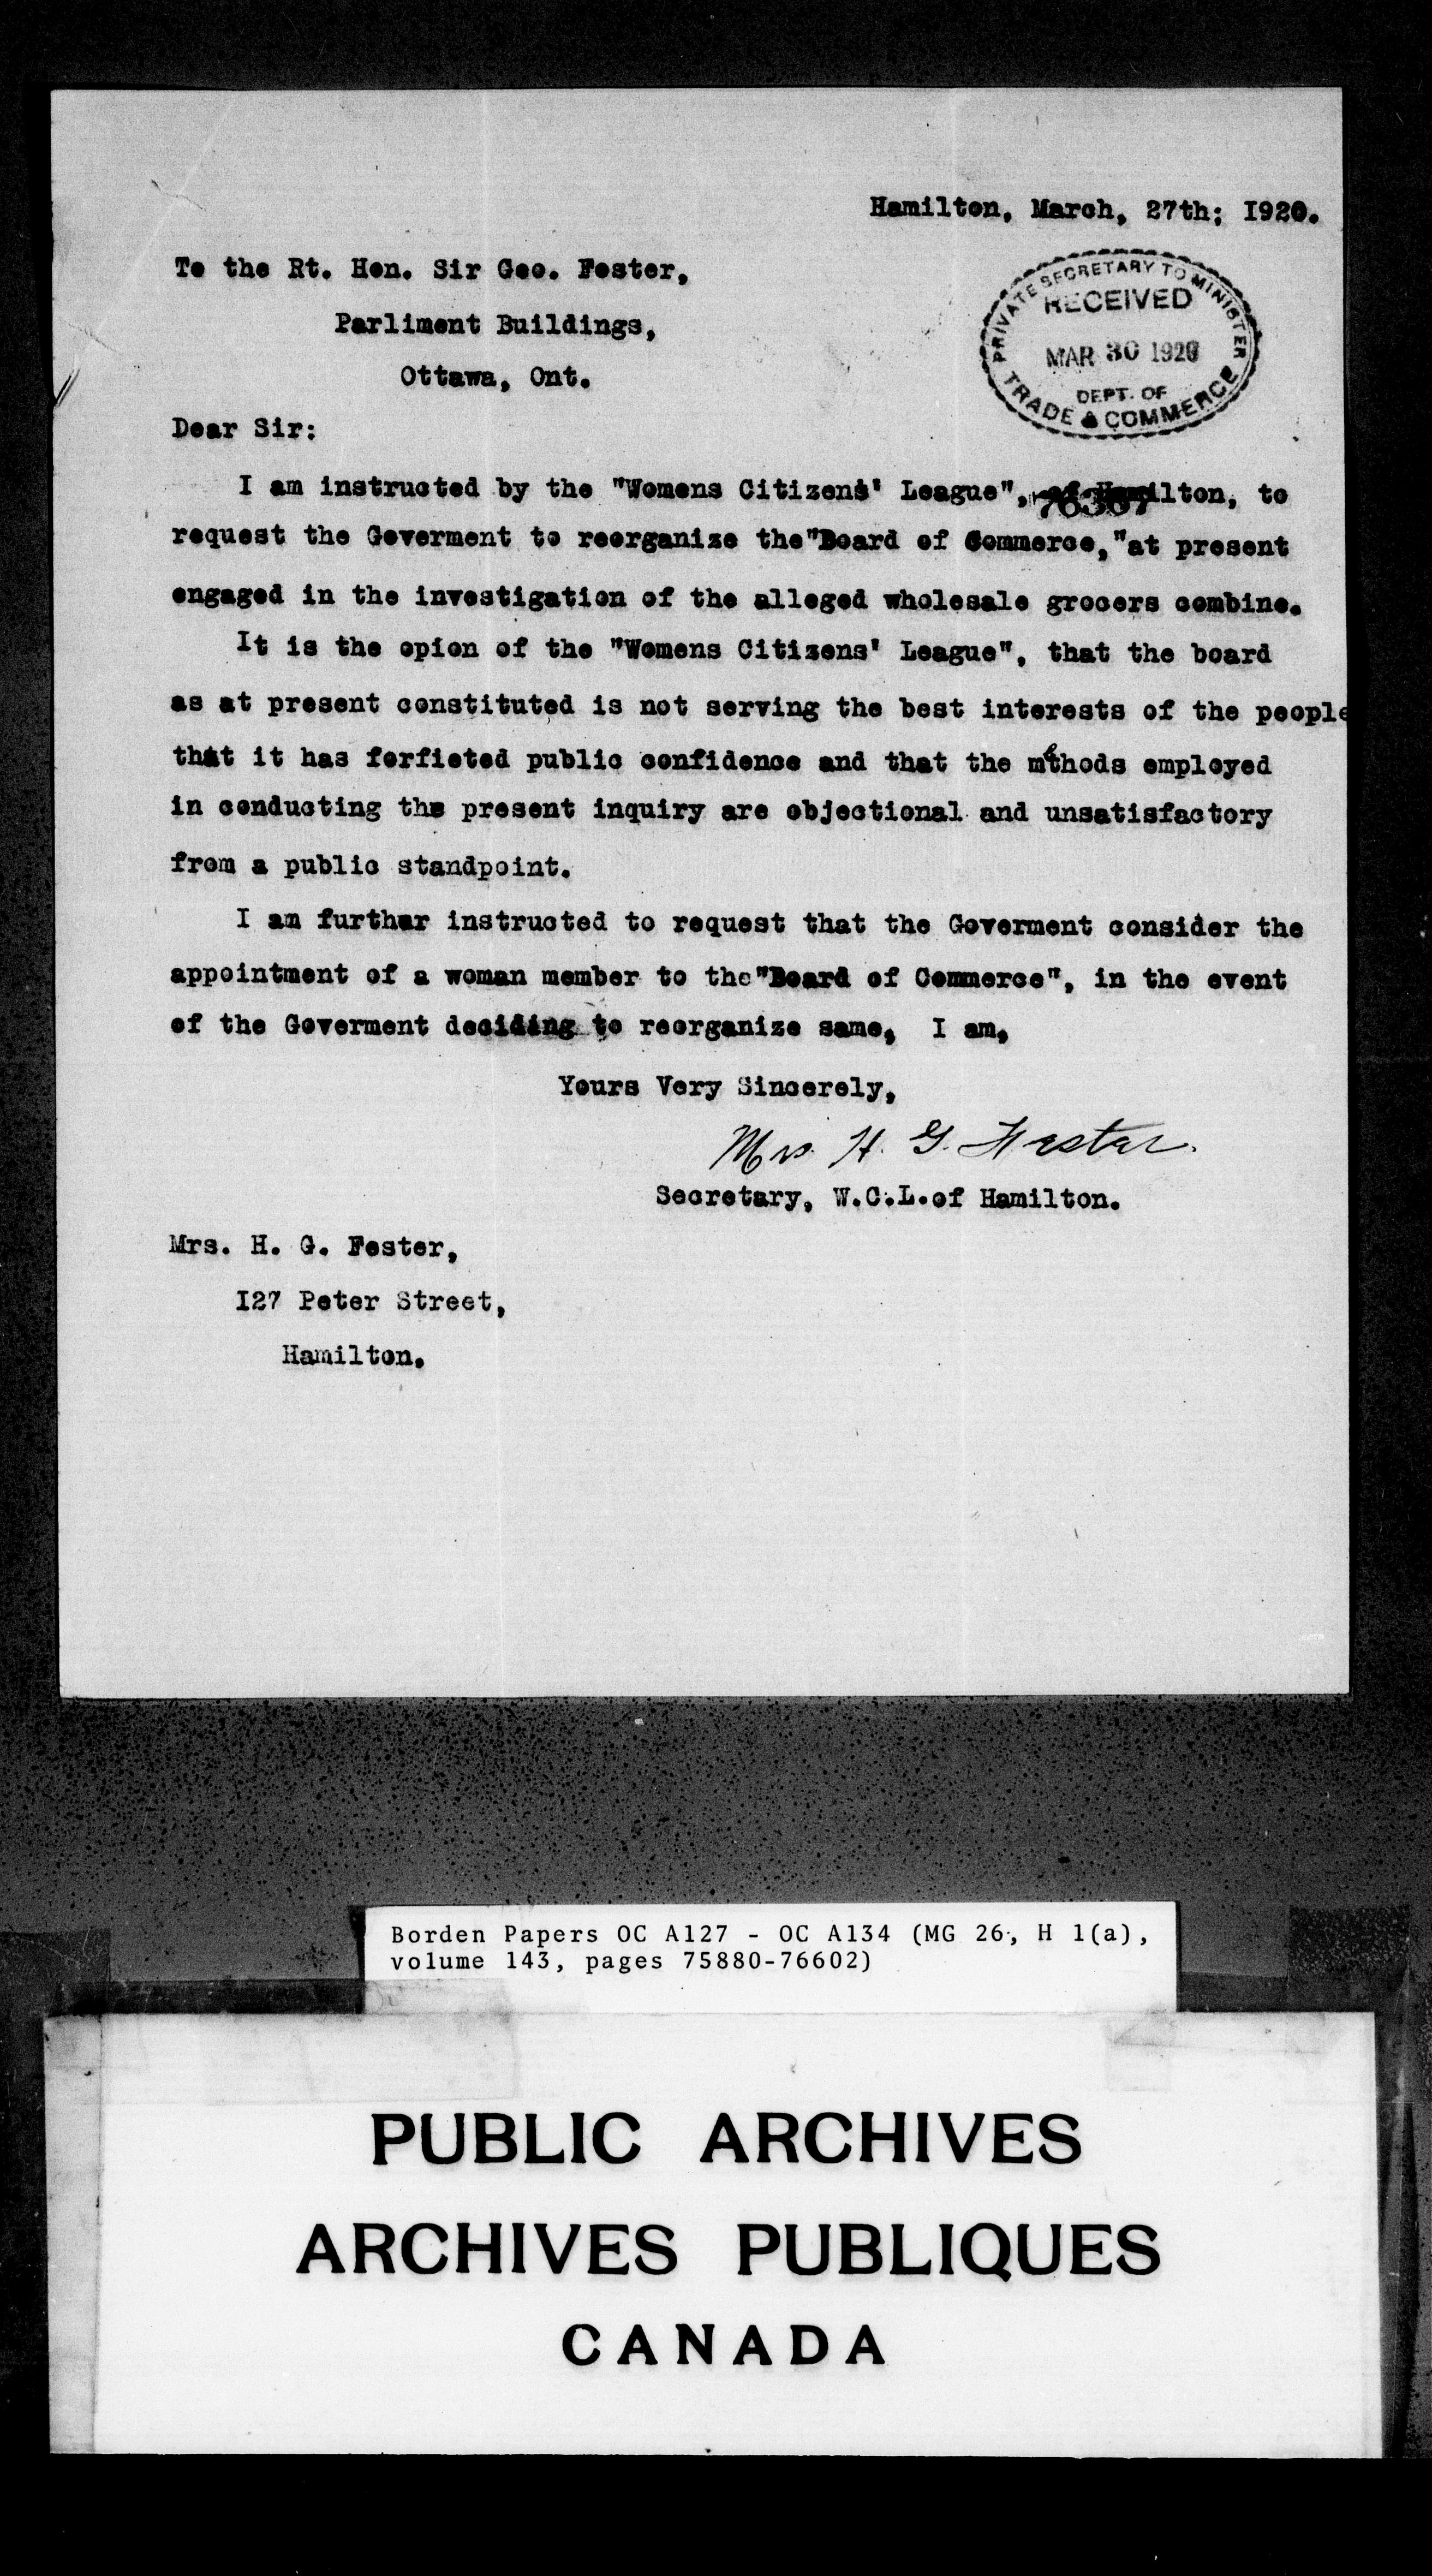 Hamilton, March, 27th; I920.
To the Rt. Hon. Sir Geo. Foster,
Parliment Buildings,
Ottawa, Ont.
PRIVATE SECRETARY TO MINISTER
RECEIVED
MAR 30 1920
DEPT. OF
TRADE & COMMERCE
Dear Sir:
I am instructed by the "Womens Citizens' League", of Hamilton, to
76367
request the Goverment to reorganize the"Board of Commerce,"at present
engaged in the investigation of the alleged wholesale grocers combine.
It is the opion of the "Womens Citizens' League", that the board
as at present constituted is not serving the best interests of the people
that it has forfieted public confidence and that the methods employed
in conducting the present inquiry are objectional and unsatisfactory
from a public standpoint.
I am further instructed to request that the Goverment consider the
appointment of a woman member to the"Board of Commerce", in the event
of the Goverment deciding to reorganize same, I am,
Yours Very Sincerely,
Mrs. H. G. Fester.
Secretary, W.C.L.of Hamilton.
Mrs. H. G. Fester,
I27 Peter Street,
Hamilton.
Borden Papers OC A127 - OC A134 (MG 26, H 1(a),
volume 143, pages 75880-76602)
PUBLIC ARCHIVES
ARCHIVES PUBLIQUES
CANADA